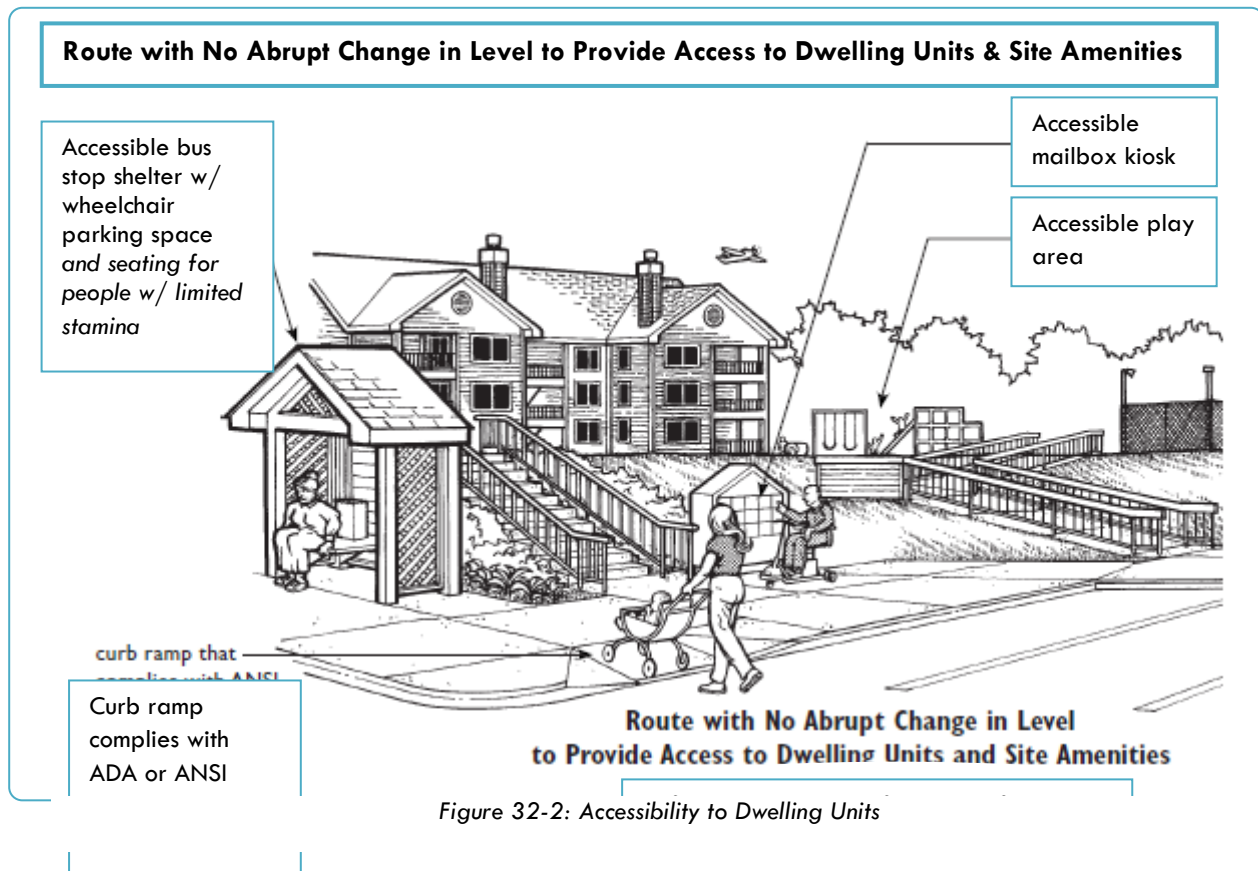 Route with No Abrupt Change in Level to Provide Access to Dwelling Units & Site Amenities
Accessible bus
stop shelter w/
wheelchair
parking space
and seating for
people w/ limited
stamina
Accessible
mailbox kiosk
Accessible play
area
curb ramp that
complies with ANSI
Curb ramp
complies with
ADA or ANSI
Route with No Abrupt Change in Level
to Provide Access to Dwelling Units and Site Amenities
Figure 32-2: Accessibility to Dwelling Units